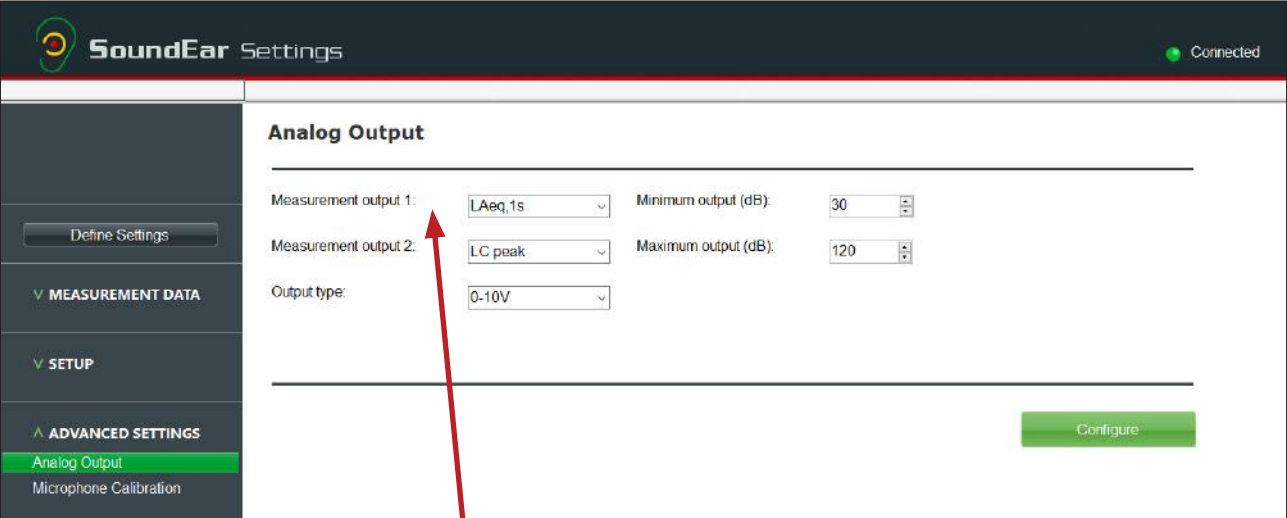 SoundEar Settings
Connected
Analog Output
Measurement output 1: LAeq,1s Minimum output (dB): 30
Define Settings
Measurement output 2: LC peak Maximum output (dB): 120
V MEASUREMENT DATA
Output type: 0-10V
V SETUP
Λ ADVANCED SETTINGS
Configure
Analog Output
Microphone Calibration